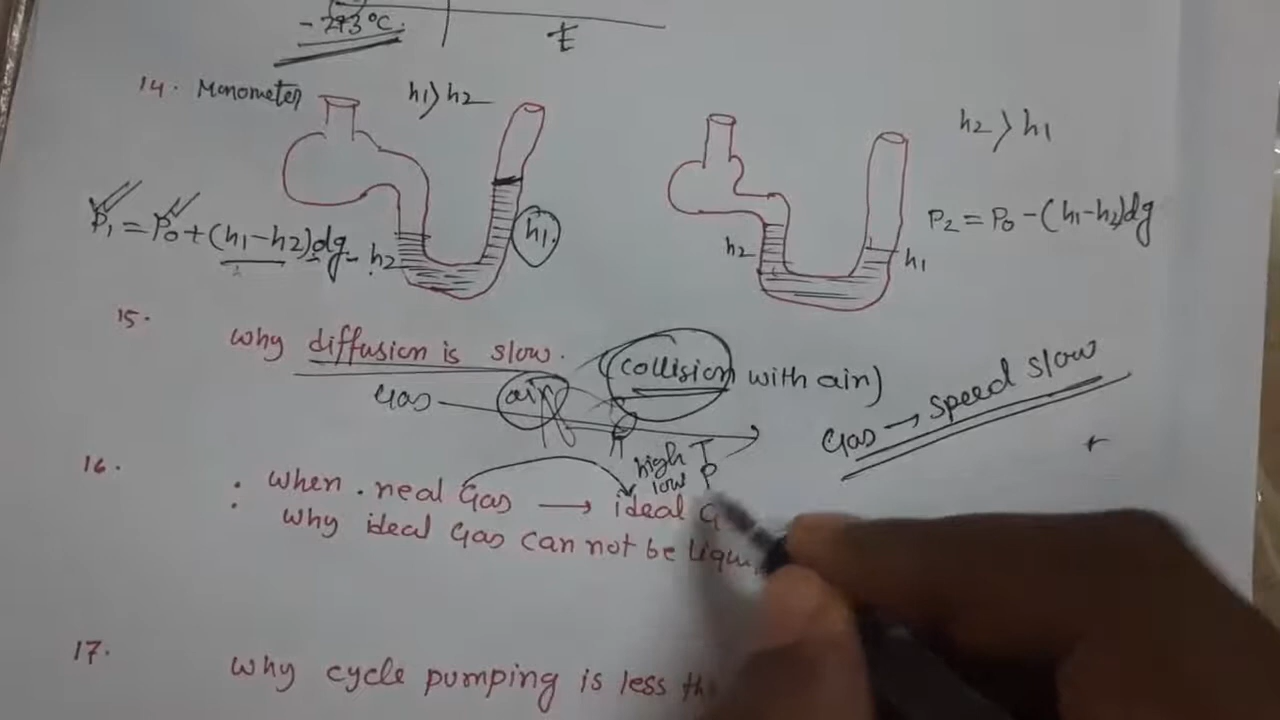 -273°C.
t
14. Manometer
h1>h2
h2>h1
P1=P0+(h1-h2)dg
h2
h1.
h2
h1
P2=P0-(h1-h2)dg
15. why diffusion is slow.
(collision with air)
Gas air
Gas → speed slow
high T
low P
16. : when real Gas → ideal G
: why ideal Gas can not be
17. why cycle pumping is less